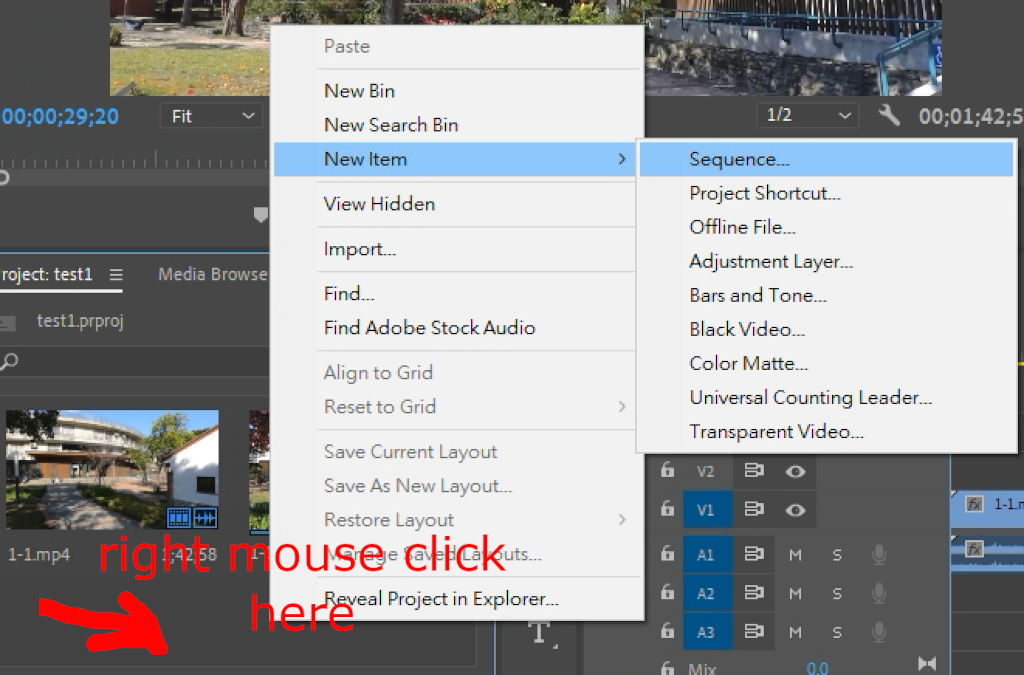 00;00;29;20
Fit
1/2
00;01;42;5
Paste
New Bin
New Search Bin
New Item
View Hidden
Import...
Find...
Find Adobe Stock Audio
Align to Grid
Reset to Grid
Save Current Layout
Save As New Layout...
Restore Layout
Manage Saved Layouts...
Reveal Project in Explorer...
Sequence...
Project Shortcut...
Offline File...
Adjustment Layer...
Bars and Tone...
Black Video...
Color Matte...
Universal Counting Leader...
Transparent Video...
roject: test1
Media Browse
test1.prproj
1-1.mp4
1;42;58
1-
right mouse click
here
T
V2
V1
fx 1-1.m
A1 M S
fx
A2 M S
A3 M S
Mix 0.0